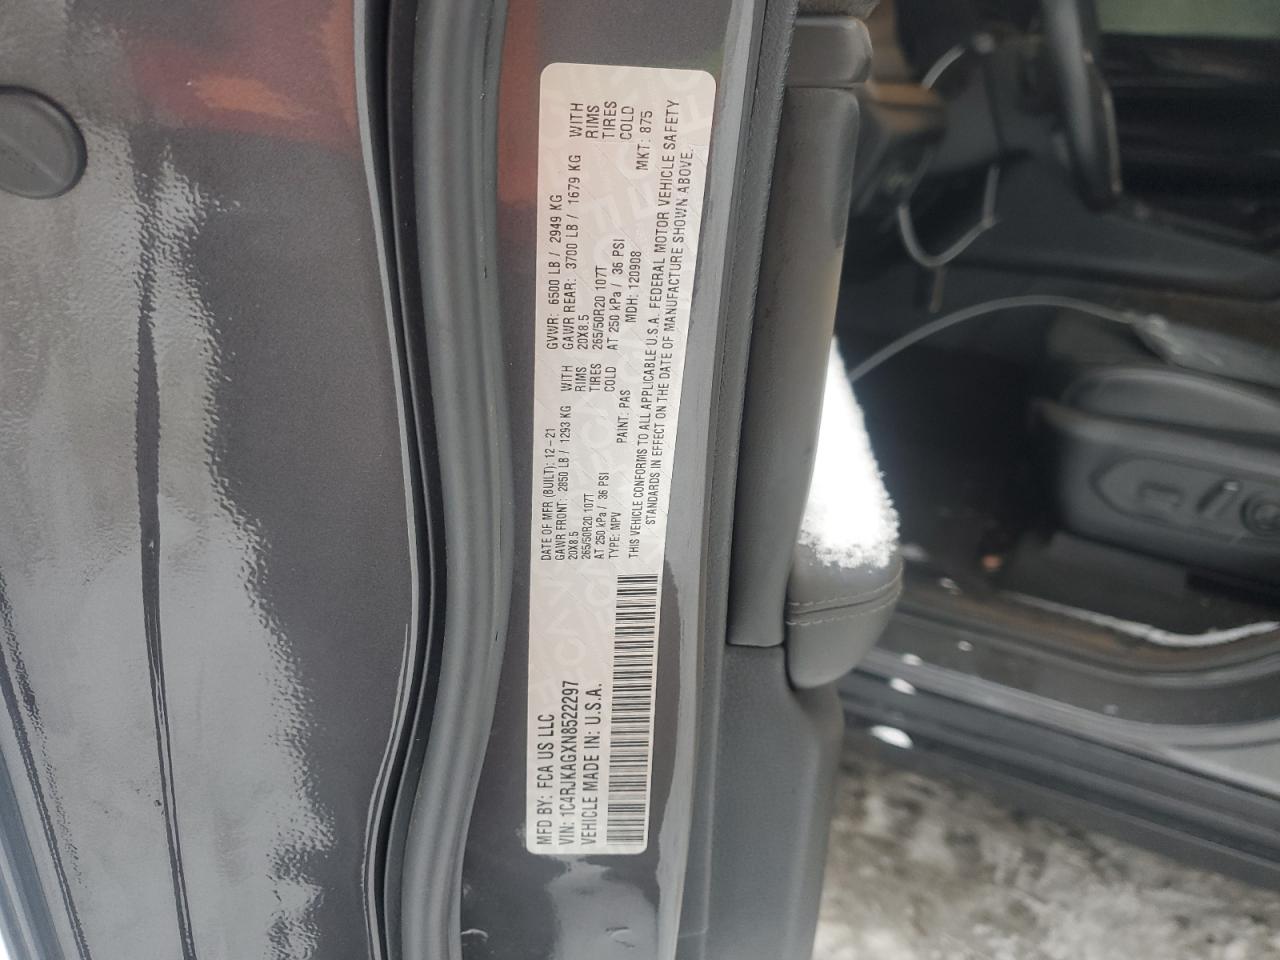 MFD BY: FCA US LLC
VIN: 1C4RJKAGXN8522297
VEHICLE MADE IN: U.S.A.
DATE OF MFR (BUILT): 12-21
GAWR FRONT: 2850 LB / 1293 KG WITH
20X8.5 RIMS
265/50R20 107T TIRES
AT 250 kPa / 36 PSI COLD
TYPE: MPV PAINT: PAS
GVWR: 6500 LB / 2949 KG
GAWR REAR: 3700 LB / 1679 KG WITH
20X8.5 RIMS
265/50R20 107T TIRES
AT 250 kPa / 36 PSI COLD
MDH: 120908 MKT: 875
THIS VEHICLE CONFORMS TO ALL APPLICABLE U.S.A. FEDERAL MOTOR VEHICLE SAFETY
STANDARDS IN EFFECT ON THE DATE OF MANUFACTURE SHOWN ABOVE.